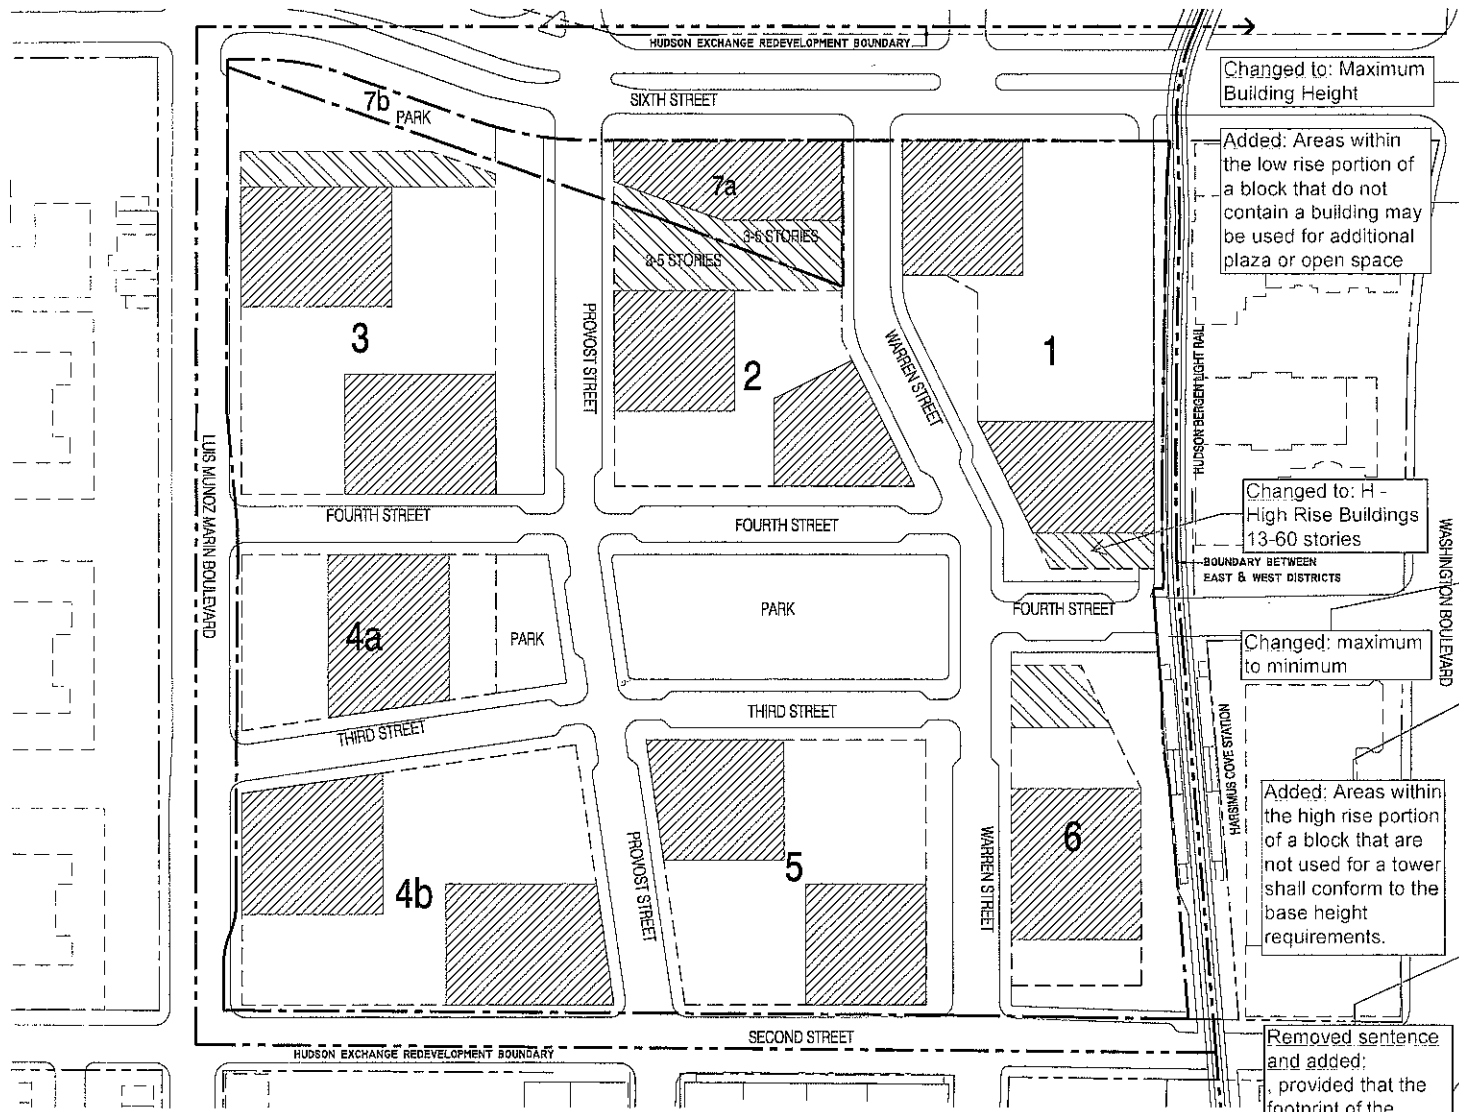 HUDSON EXCHANGE REDEVELOPMENT BOUNDARY
Changed to: Maximum
Building Height
7b
PARK
SIXTH STREET
Added: Areas within
the low rise portion of
a block that do not
contain a building may
be used for additional
plaza or open space
7a
3-5 STORIES
3-5 STORIES
3
PROVOST STREET
2
WARREN STREET
1
HUDSON BERGEN LIGHT RAIL
LUIS MUNOZ MARIN BOULEVARD
FOURTH STREET
FOURTH STREET
Changed to: H -
High Rise Buildings
13-60 stories
WASHINGTON BOULEVARD
BOUNDARY BETWEEN
EAST & WEST DISTRICTS
4a
PARK
PARK
FOURTH STREET
Changed: maximum
to minimum
THIRD STREET
THIRD STREET
HARSIMUS COVE STATION
Added: Areas within
the high rise portion
of a block that are
not used for a tower
shall conform to the
base height
requirements.
4b
PROVOST STREET
5
WARREN STREET
6
SECOND STREET
HUDSON EXCHANGE REDEVELOPMENT BOUNDARY
Removed sentence
and added:
, provided that the
footprint of the